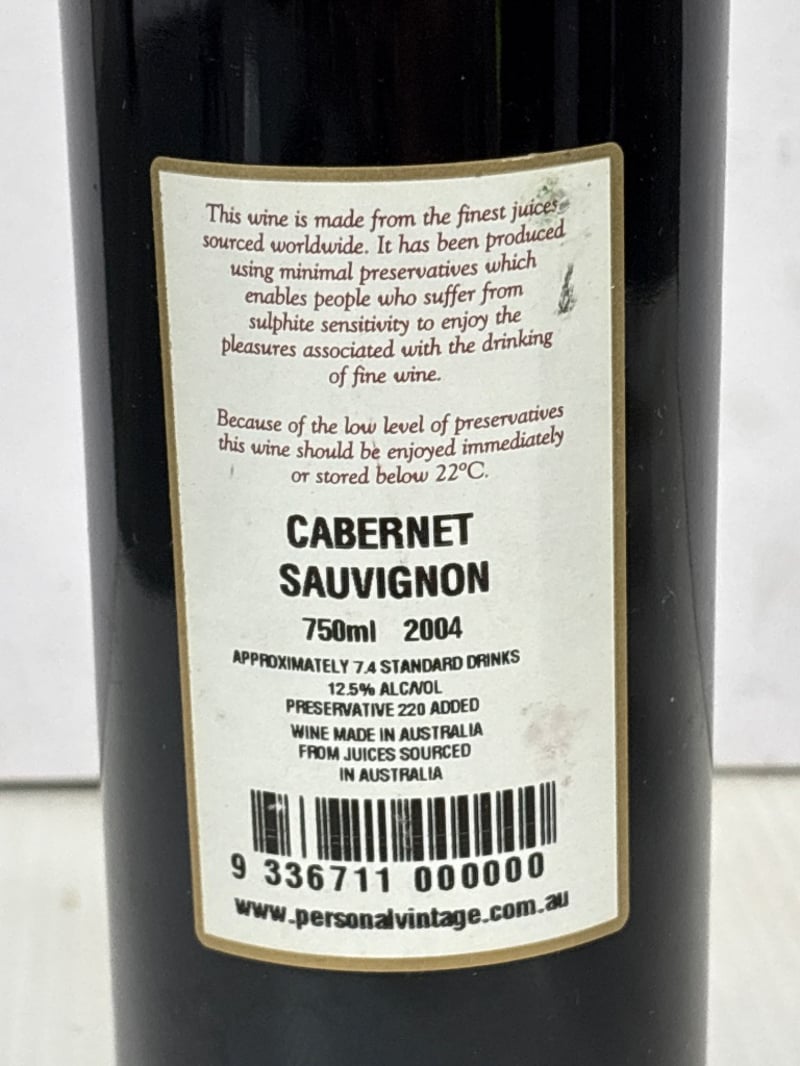 This wine is made from the finest juices
sourced worldwide. It has been produced
using minimal preservatives which
enables people who suffer from
sulphite sensitivity to enjoy the
pleasures associated with the drinking
of fine wine.
Because of the low level of preservatives
this wine should be enjoyed immediately
or stored below 22°C.
CABERNET
SAUVIGNON
750ml 2004
APPROXIMATELY 7.4 STANDARD DRINKS
12.5% ALC/VOL
PRESERVATIVE 220 ADDED
WINE MADE IN AUSTRALIA
FROM JUICES SOURCED
IN AUSTRALIA
9 336711 000000
www.personalvintage.com.au